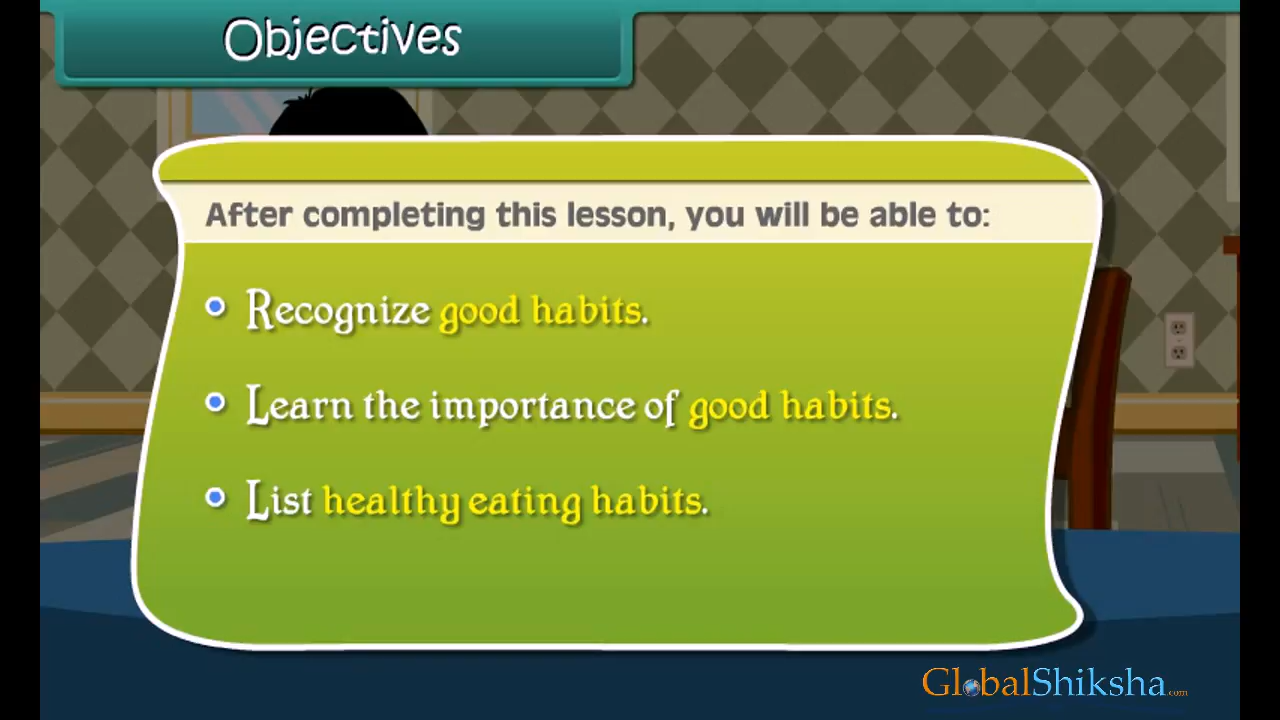 Objectives
After completing this lesson, you will be able to:
Recognize good habits.
Learn the importance of good habits.
List healthy eating habits.
GlobalShiksha.com